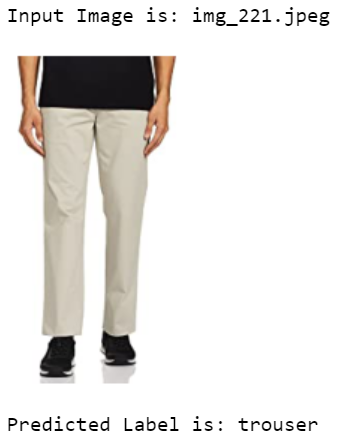 Input Image is: img_221.jpeg
Predicted Label is: trouser